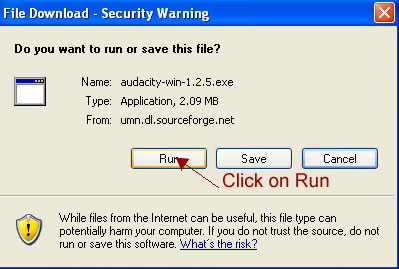 File Download - Security Warning
Do you want to run or save this file?
Name: audacity-win-1.2.5.exe
Type: Application, 2.09 MB
From: umn.dl.sourceforge.net
Run Save Cancel
Click on Run
While files from the Internet can be useful, this file type can
potentially harm your computer. If you do not trust the source, do not
run or save this software. What's the risk?